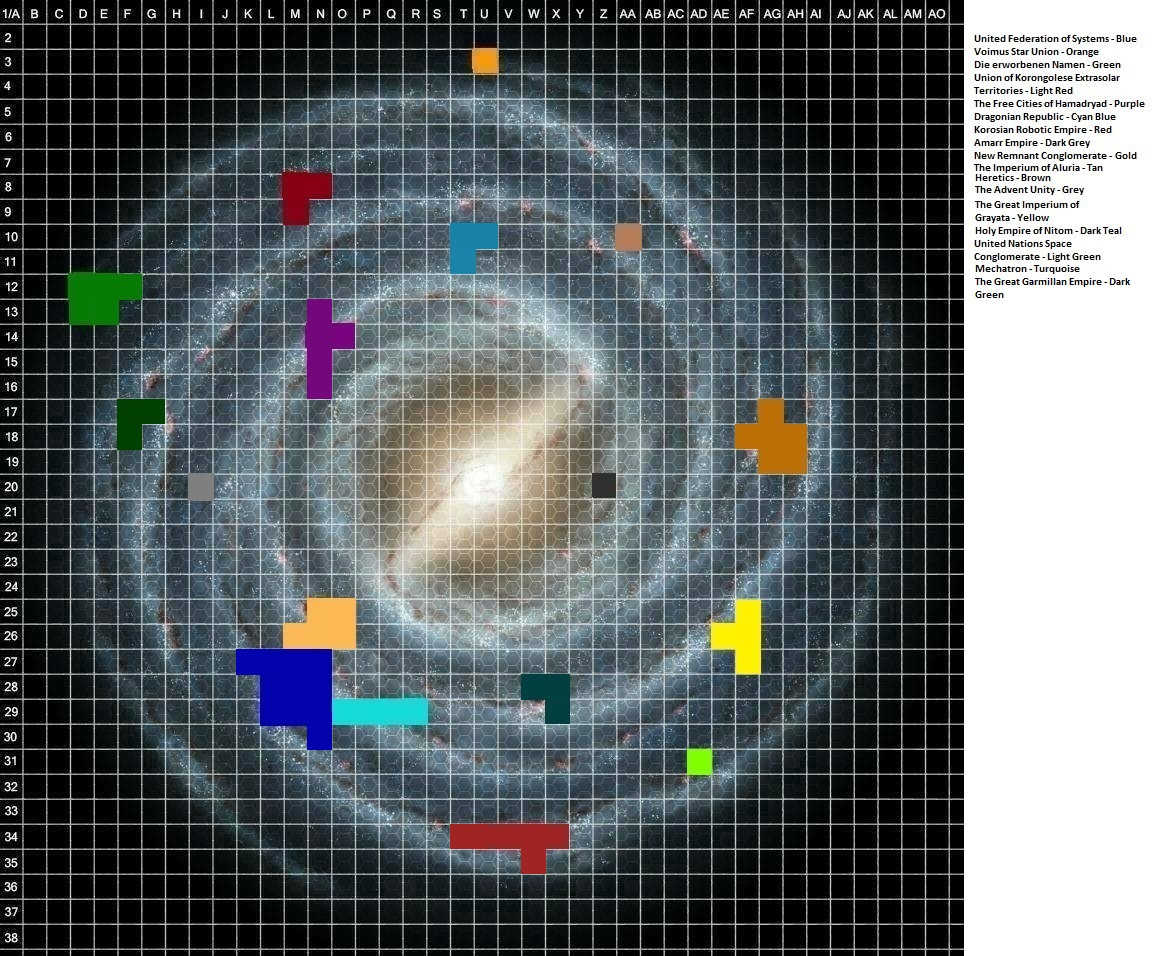 1/A B C D E F G H I J K L M N O P Q R S T U V W X Y Z AA AB AC AD AE AF AG AH AI AJ AK AL AM AO
2
3
4
5
6
7
8
9
10
11
12
13
14
15
16
17
18
19
20
21
22
23
24
25
26
27
28
29
30
31
32
33
34
35
36
37
38
United Federation of Systems - Blue
Voimus Star Union - Orange
Die erworbenen Namen - Green
Union of Korongolese Extrasolar
Territories - Light Red
The Free Cities of Hamadryad - Purple
Dragonian Republic - Cyan Blue
Korosian Robotic Empire - Red
Amarr Empire - Dark Grey
New Remnant Conglomerate - Gold
The Imperium of Aluria - Tan
Heretics - Brown
The Advent Unity - Grey
The Great Imperium of
Grayata - Yellow
Holy Empire of Nitom - Dark Teal
United Nations Space
Conglomerate - Light Green
Mechatron - Turquoise
The Great Garmillan Empire - Dark
Green